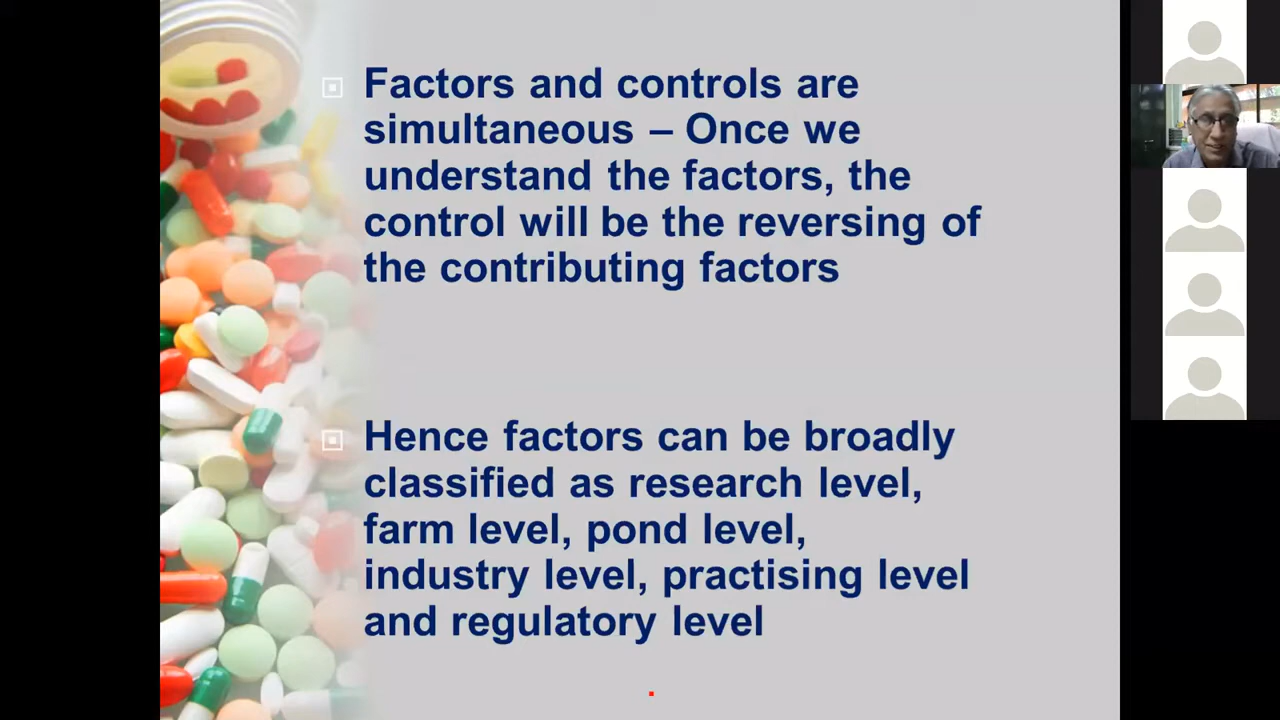 Factors and controls are
simultaneous – Once we
understand the factors, the
control will be the reversing of
the contributing factors
Hence factors can be broadly
classified as research level,
farm level, pond level,
industry level, practising level
and regulatory level